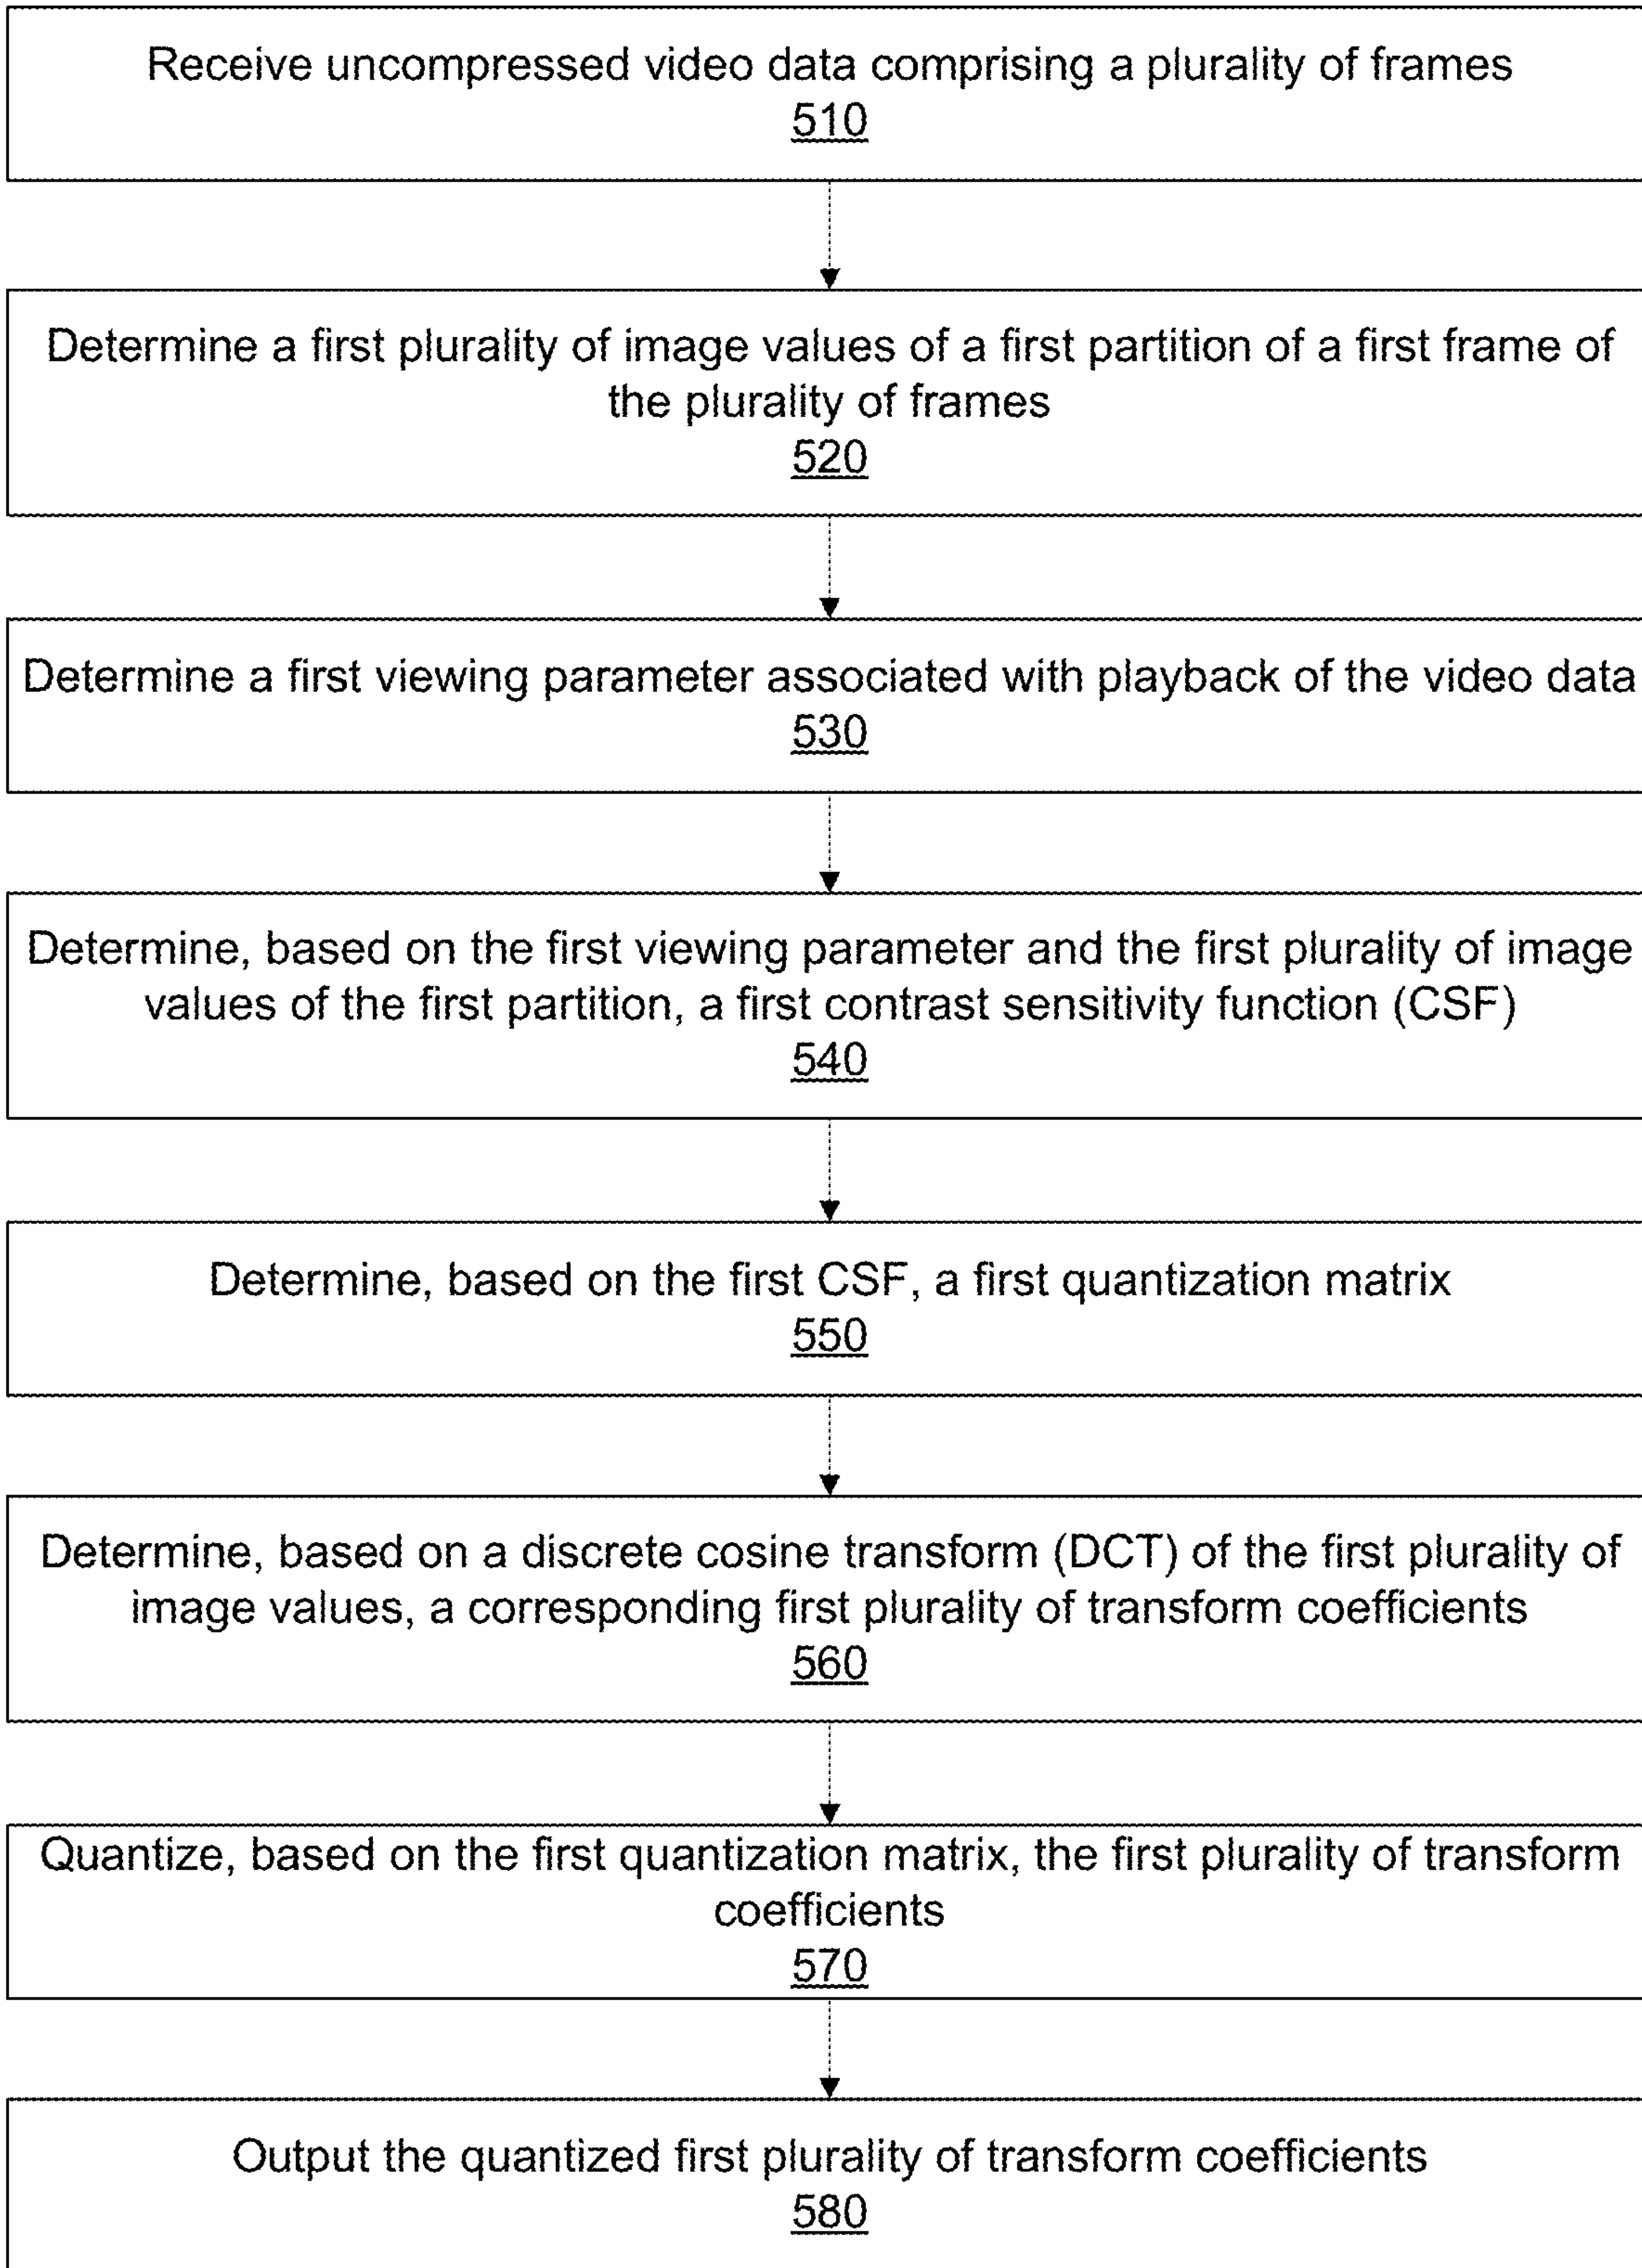 Receive uncompressed video data comprising a plurality of frames
510
Determine a first plurality of image values of a first partition of a first frame of
the plurality of frames
520
Determine a first viewing parameter associated with playback of the video data
530
Determine, based on the first viewing parameter and the first plurality of image
values of the first partition, a first contrast sensitivity function (CSF)
540
Determine, based on the first CSF, a first quantization matrix
550
Determine, based on a discrete cosine transform (DCT) of the first plurality of
image values, a corresponding first plurality of transform coefficients
560
Quantize, based on the first quantization matrix, the first plurality of transform
coefficients
570
Output the quantized first plurality of transform coefficients
580